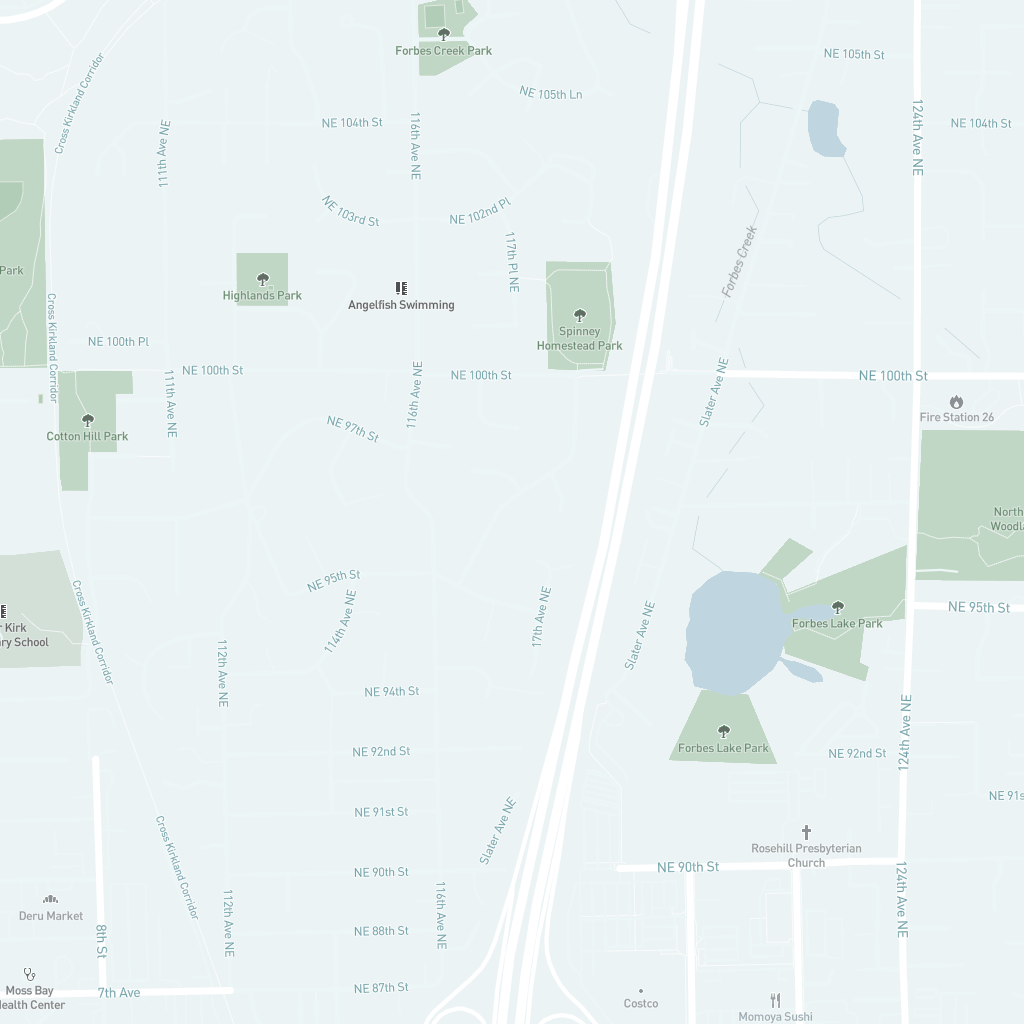 Forbes Creek Park
NE 105th St
Cross Kirkland Corridor
NE 105th Ln
111th Ave NE
NE 104th St
116th Ave NE
124th Ave NE
NE 104th St
NE 103rd St
NE 102nd Pl
117th Pl NE
Forbes Creek
Park
Highlands Park
Angelfish Swimming
Spinney
Homestead Park
Cross Kirkland Corridor
NE 100th Pl
NE 100th St
NE 100th St
NE 100th St
111th Ave NE
116th Ave NE
Slater Ave NE
Fire Station 26
Cotton Hill Park
NE 97th St
North
NE 95th St
Cross Kirkland Corridor
114th Ave NE
17th Ave NE
Slater Ave NE
Forbes Lake Park
NE 95th St
Kirk
School
112th Ave NE
NE 94th St
124th Ave NE
Forbes Lake Park
NE 92nd St
NE 92nd St
NE 91st St
Slater Ave NE
NE 91s
Cross Kirkland Corridor
Rosehill Presbyterian
Church
NE 90th St
NE 90th St
Deru Market
112th Ave NE
116th Ave NE
124th Ave NE
8th St
NE 88th St
Moss Bay
Health Center
7th Ave
NE 87th St
Costco
Momoya Sushi